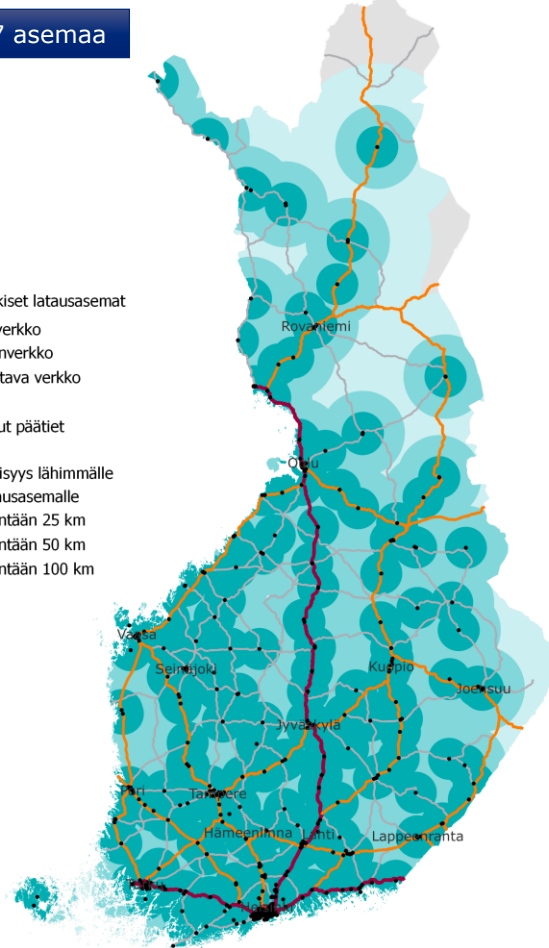 7 asemaa
kiset latausasemat
verkko
nverkko
tava verkko
ut päätiet
isyys lähimmälle
ausasemalle
ntään 25 km
ntään 50 km
ntään 100 km
Rovaniemi
Oulu
Vaasa
Seinäjoki
Kuopio
Joensuu
Jyväskylä
Pori
Tampere
Hämeenlinna
Lahti
Lappeenranta